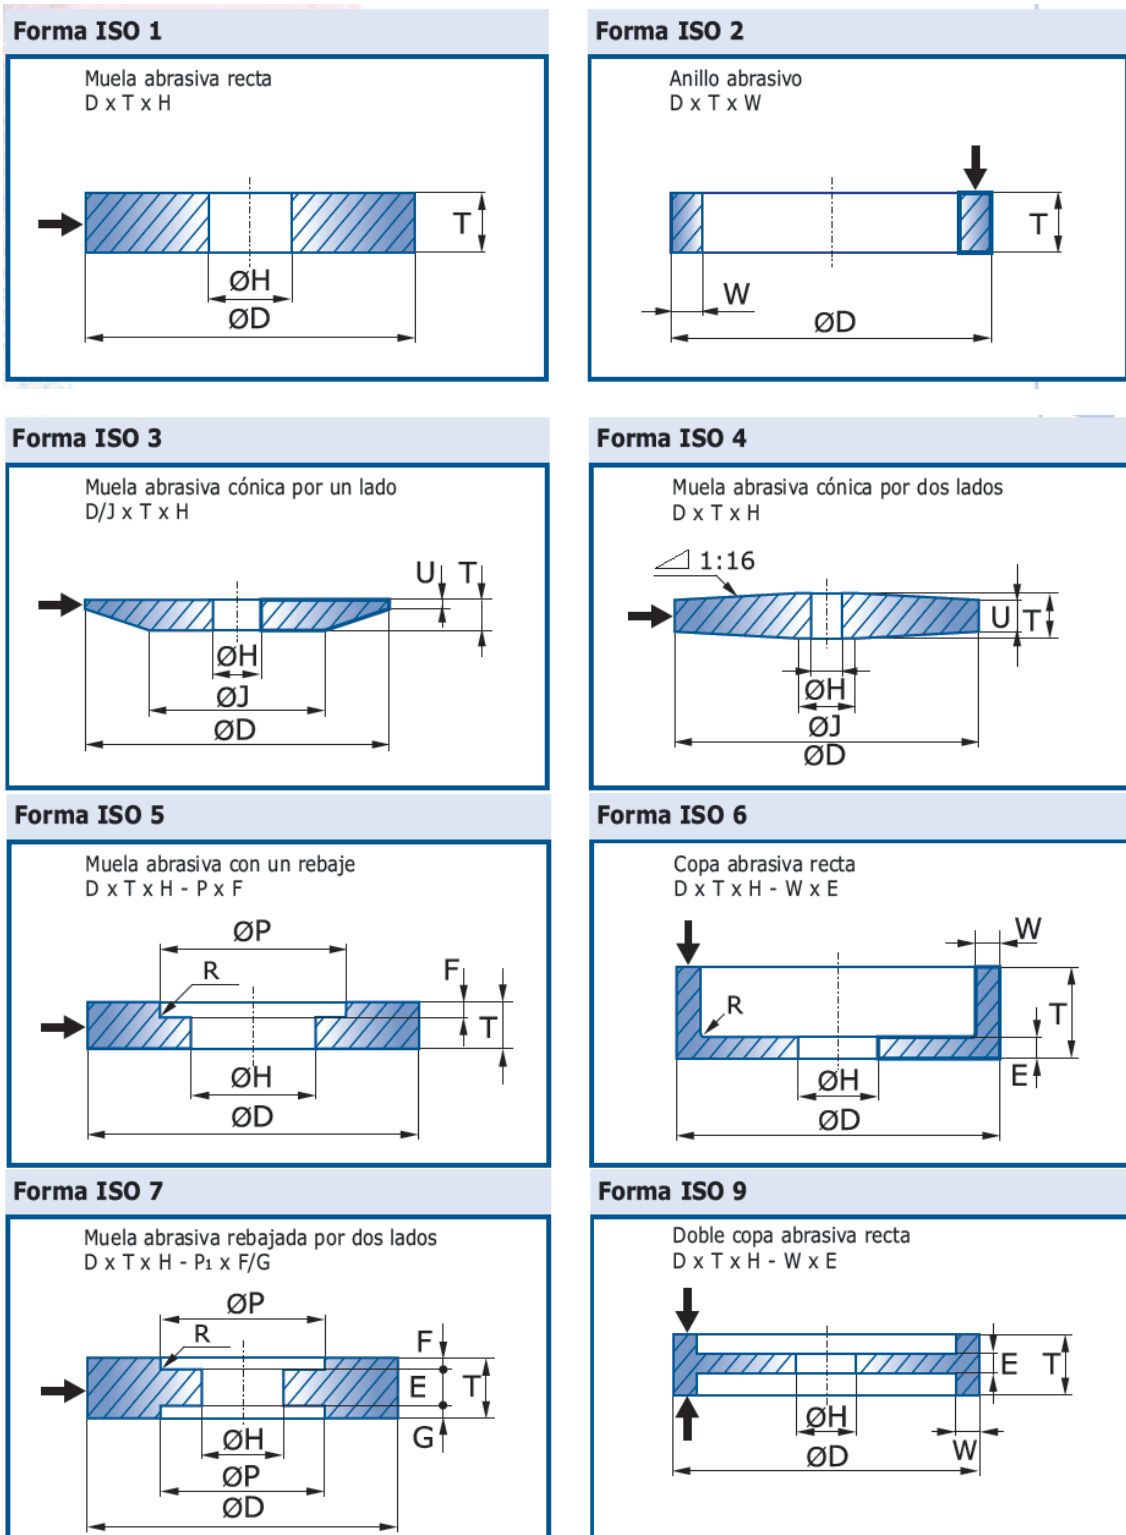 Forma ISO 1
Muela abrasiva recta
D x T x H
T
ØH
ØD
Forma ISO 2
Anillo abrasivo
D x T x W
T
W
ØD
Forma ISO 3
Muela abrasiva cónica por un lado
D/J x T x H
U T
ØH
ØJ
ØD
Forma ISO 4
Muela abrasiva cónica por dos lados
D x T x H
1:16
U T
ØH
ØJ
ØD
Forma ISO 5
Muela abrasiva con un rebaje
D x T x H - P x F
ØP
R
F
T
ØH
ØD
Forma ISO 6
Copa abrasiva recta
D x T x H - W x E
W
R
T
E
ØH
ØD
Forma ISO 7
Muela abrasiva rebajada por dos lados
D x T x H - P1 x F/G
ØP
R
F
E T
G
ØH
ØP
ØD
Forma ISO 9
Doble copa abrasiva recta
D x T x H - W x E
E T
ØH
W
ØD